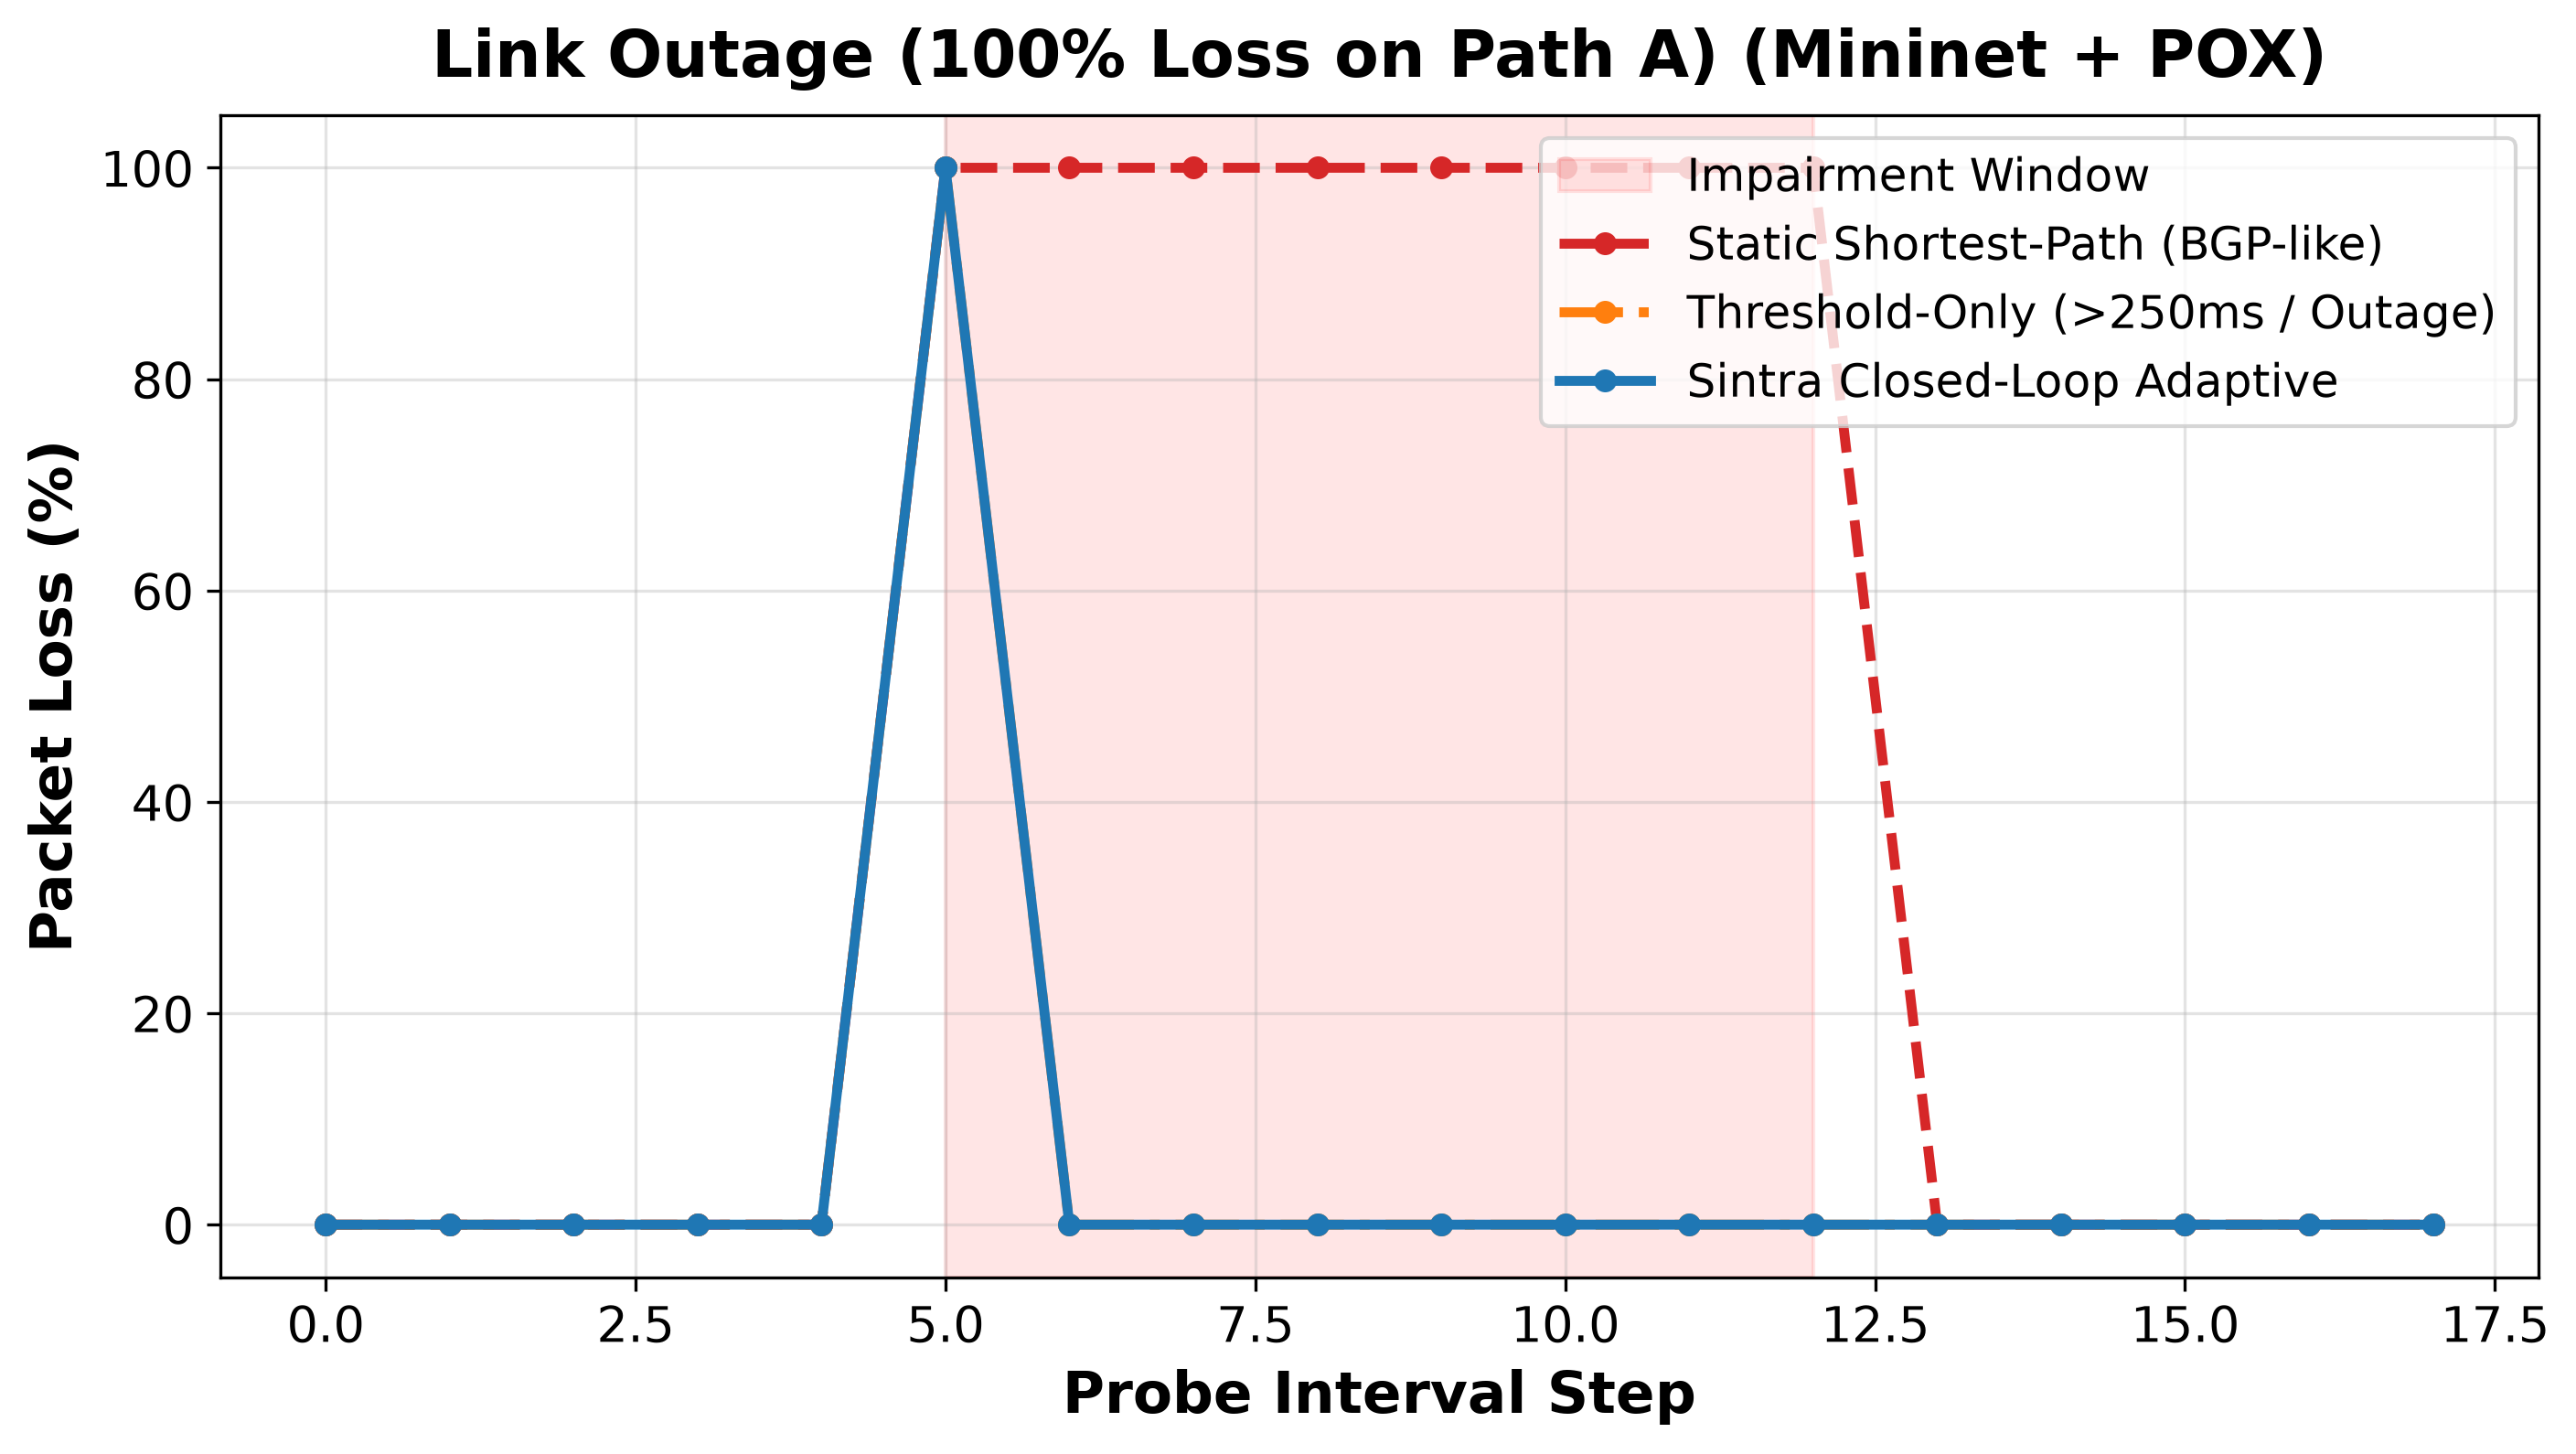 Link Outage (100% Loss on Path A) (Mininet + POX)
Packet Loss (%)
100
80
60
40
20
0
Impairment Window
Static Shortest-Path (BGP-like)
Threshold-Only (>250ms / Outage)
Sintra Closed-Loop Adaptive
0.0 2.5 5.0 7.5 10.0 12.5 15.0 17.5
Probe Interval Step